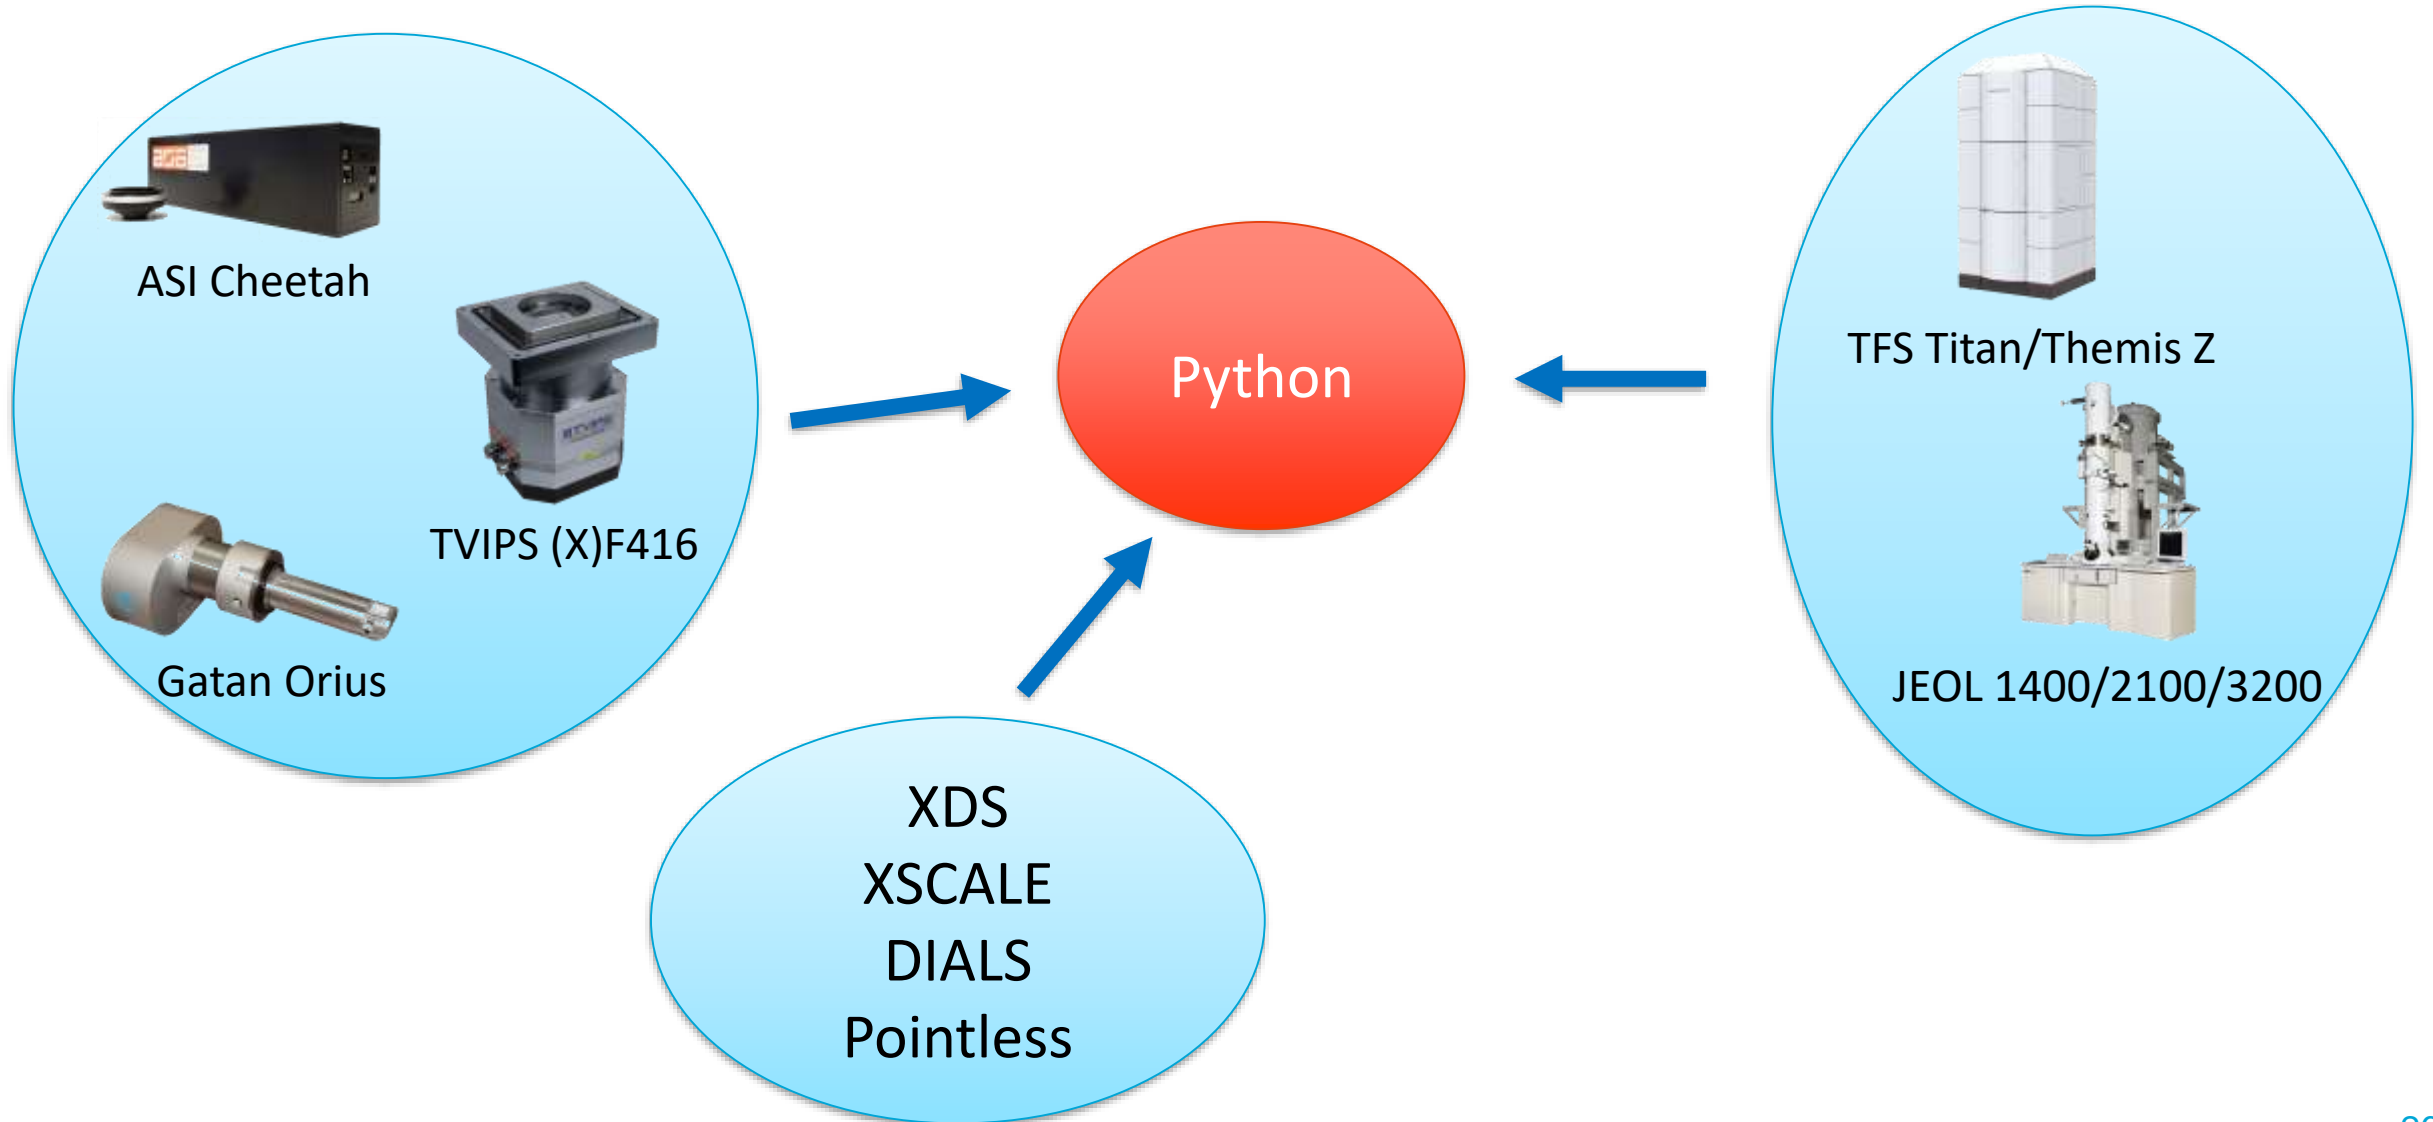 ASI Cheetah
TVIPS (X)F416
Gatan Orius
Python
TFS Titan/Themis Z
JEOL 1400/2100/3200
XDS
XSCALE
DIALS
Pointless